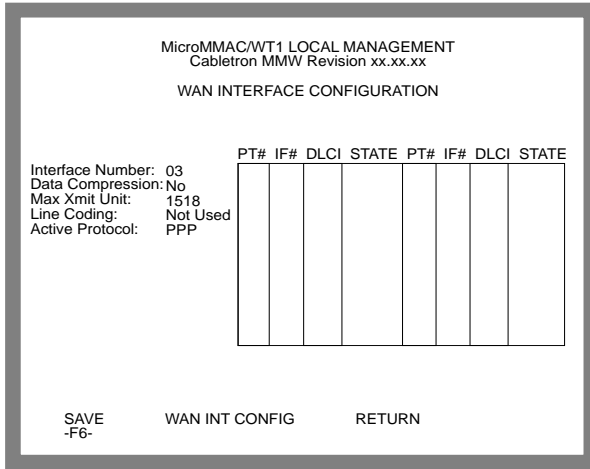 MicroMMAC/WT1 LOCAL MANAGEMENT
Cabletron MMW Revision xx.xx.xx
WAN INTERFACE CONFIGURATION
PT# IF# DLCI STATE PT# IF# DLCI STATE
Interface Number: 03
Data Compression: No
Max Xmit Unit: 1518
Line Coding: Not Used
Active Protocol: PPP
SAVE WAN INT CONFIG RETURN
-F6-